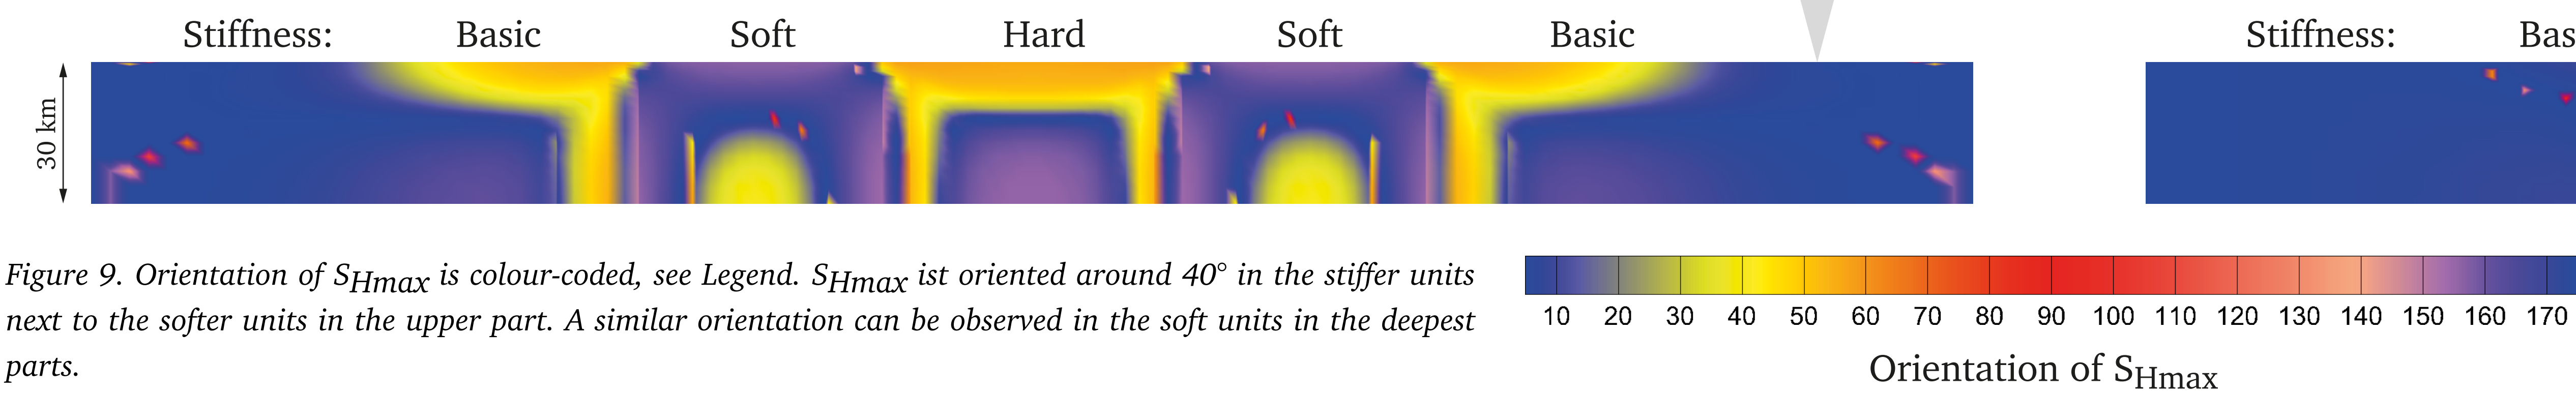 Stiffness: Basic Soft Hard Soft Basic
Stiffness: Bas
30 km
Figure 9. Orientation of SHmax is colour-coded, see Legend. SHmax ist oriented around 40° in the stiffer units
next to the softer units in the upper part. A similar orientation can be observed in the soft units in the deepest
parts.
10 20 30 40 50 60 70 80 90 100 110 120 130 140 150 160 170
Orientation of SHmax